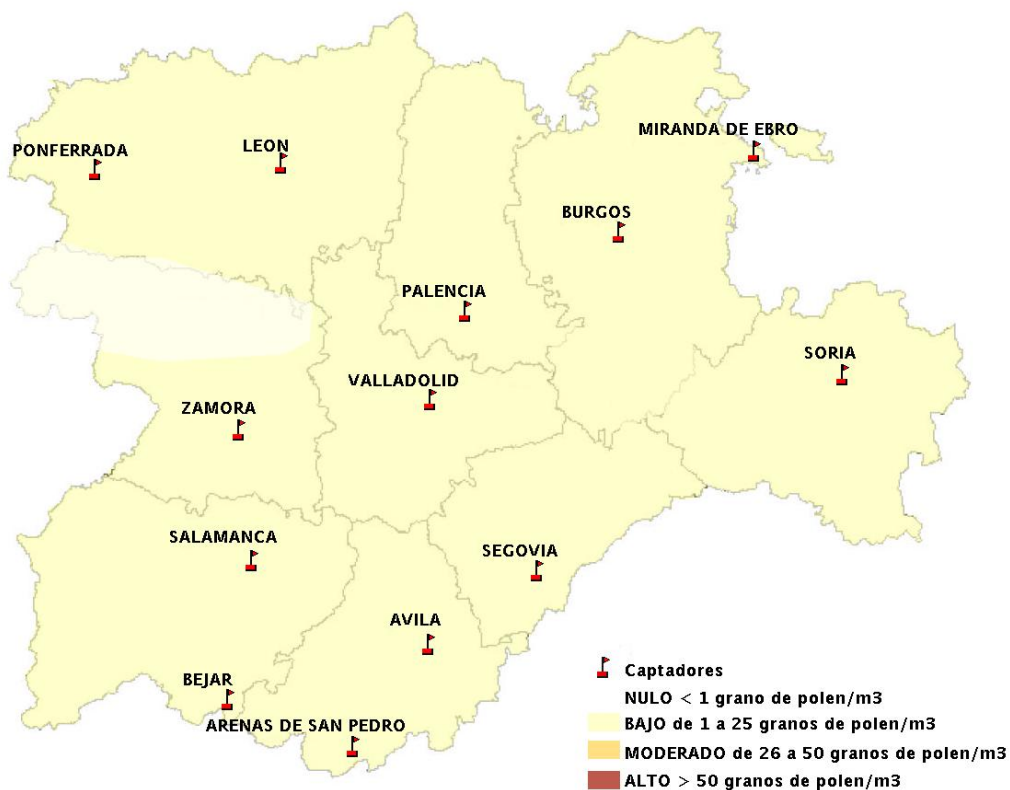 MIRANDA DE EBRO
PONFERRADA
LEON
BURGOS
PALENCIA
SORIA
VALLADOLID
ZAMORA
SALAMANCA
SEGOVIA
AVILA
BEJAR
ARENAS DE SAN PEDRO
Captadores
NULO < 1 grano de polen/m3
BAJO de 1 a 25 granos de polen/m3
MODERADO de 26 a 50 granos de polen/m3
ALTO > 50 granos de polen/m3